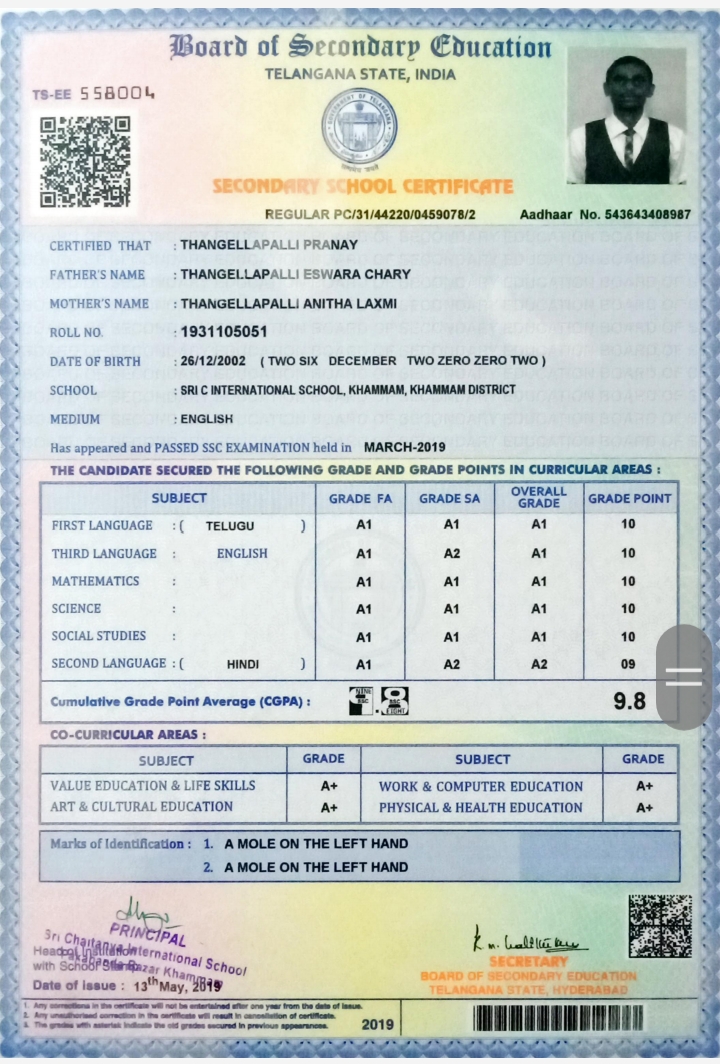 Board of Secondary Education
TELANGANA STATE, INDIA
TS-EE 558004
GOVERNMENT OF TELANGANA
SECONDARY SCHOOL CERTIFICATE
REGULAR PC/31/44220/0459078/2 Aadhaar No. 543643408987
CERTIFIED THAT : THANGELLAPALLI PRANAY
FATHER'S NAME : THANGELLAPALLI ESWARA CHARY
MOTHER'S NAME : THANGELLAPALLI ANITHA LAXMI
ROLL NO. : 1931105051
DATE OF BIRTH : 26/12/2002 ( TWO SIX DECEMBER TWO ZERO ZERO TWO )
SCHOOL : SRI C INTERNATIONAL SCHOOL, KHAMMAM, KHAMMAM DISTRICT
MEDIUM : ENGLISH
Has appeared and PASSED SSC EXAMINATION held in MARCH-2019
THE CANDIDATE SECURED THE FOLLOWING GRADE AND GRADE POINTS IN CURRICULAR AREAS :
SUBJECT GRADE FA GRADE SA OVERALL GRADE GRADE POINT
FIRST LANGUAGE : ( TELUGU ) A1 A1 A1 10
THIRD LANGUAGE : ENGLISH A1 A2 A1 10
MATHEMATICS : A1 A1 A1 10
SCIENCE : A1 A1 A1 10
SOCIAL STUDIES : A1 A1 A1 10
SECOND LANGUAGE : ( HINDI ) A1 A2 A2 09
Cumulative Grade Point Average (CGPA) : NINE SSC . 8 SSC EIGHT 9.8
CO-CURRICULAR AREAS :
SUBJECT GRADE SUBJECT GRADE
VALUE EDUCATION & LIFE SKILLS A+ WORK & COMPUTER EDUCATION A+
ART & CULTURAL EDUCATION A+ PHYSICAL & HEALTH EDUCATION A+
Marks of Identification : 1. A MOLE ON THE LEFT HAND
2. A MOLE ON THE LEFT HAND
PRINCIPAL
Sri Chaitanya International School
Head of Institution
with School Stamp
Date of issue : 13th May, 2019
SECRETARY
BOARD OF SECONDARY EDUCATION
TELANGANA STATE, HYDERABAD
1. Any corrections in the certificate will not be entertained after one year from the date of issue.
2. Any unauthorised correction in the certificate will result in cancellation of certificate.
3. The grades with asterisk indicate the old grades secured in previous appearances.
2019